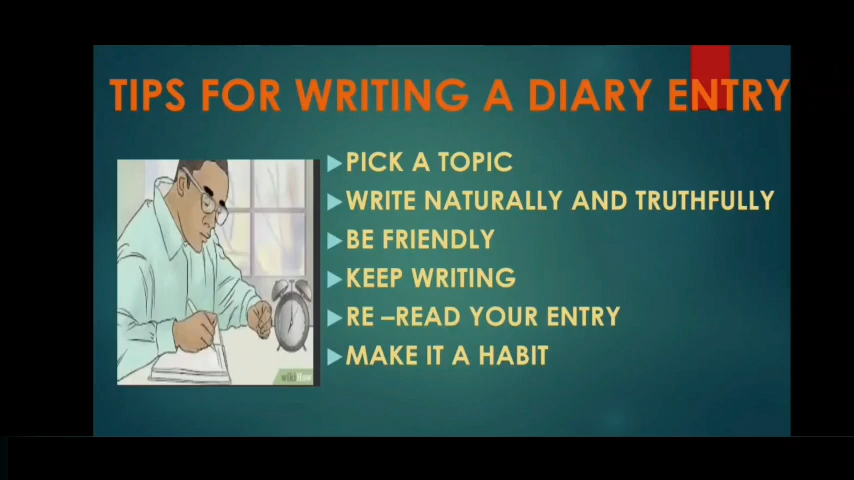 TIPS FOR WRITING A DIARY ENTRY
PICK A TOPIC
WRITE NATURALLY AND TRUTHFULLY
BE FRIENDLY
KEEP WRITING
RE –READ YOUR ENTRY
MAKE IT A HABIT
wikiHow